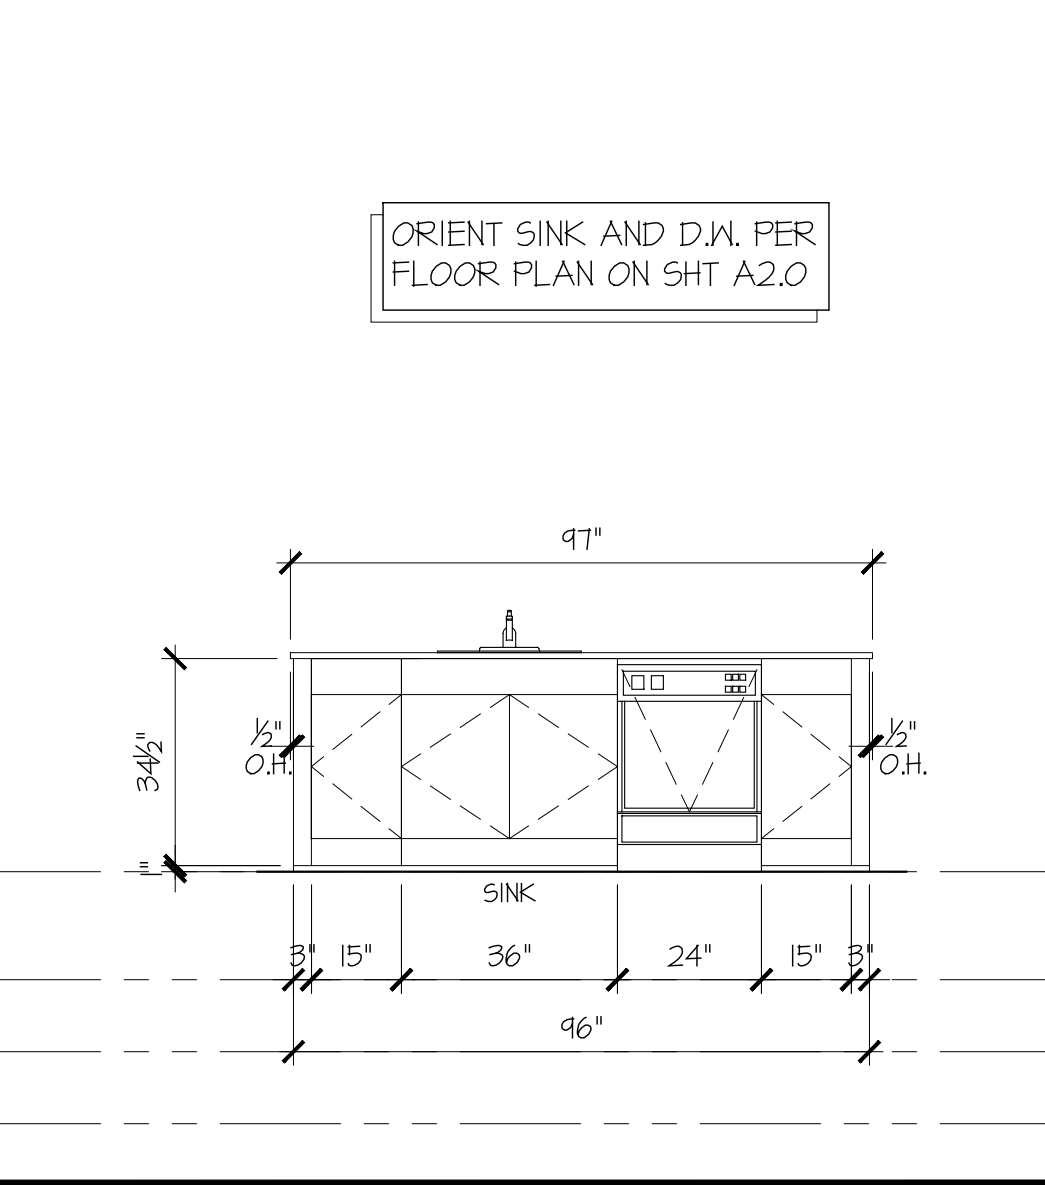 ORIENT SINK AND D.W. PER
FLOOR PLAN ON SHT A2.0
97"
½" O.H.
½" O.H.
34½"
1"
SINK
3" 15" 36" 24" 15" 3"
96"